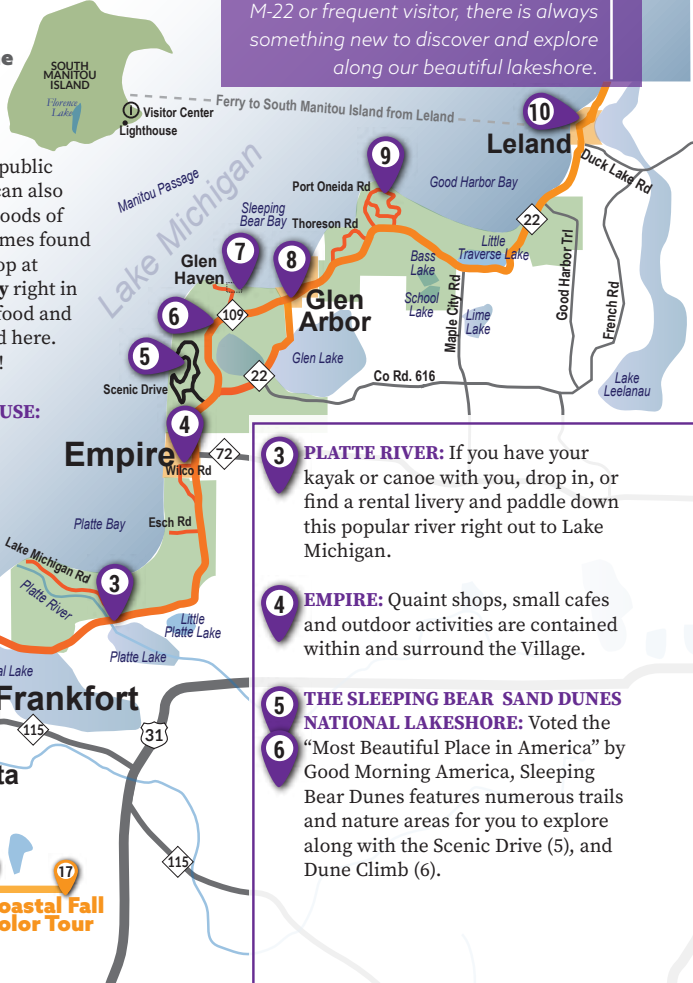 M-22 or frequent visitor, there is always
something new to discover and explore
along our beautiful lakeshore.
e
SOUTH
MANITOU
ISLAND
Florence
Lake
Visitor Center
Lighthouse
Ferry to South Manitou Island from Leland
10
Leland
Duck Lake Rd
public
can also
oods of
mes found
op at
y right in
food and
d here.
!
USE:
Manitou Passage
Lake Michigan
9
Port Oneida Rd
Good Harbor Bay
Sleeping
Bear Bay
Thoreson Rd
22
Little
Traverse Lake
Good Harbor Trl
French Rd
Bass
Lake
School
Lake
Maple City Rd
Lime
Lake
7
8
Glen
Haven
Glen
Arbor
6
109
5
Glen Lake
22
Co Rd. 616
Lake
Leelanau
Scenic Drive
4
Empire
72
Wilco Rd
Platte Bay
Esch Rd
Lake Michigan Rd
3
Platte River
Little
Platte Lake
Platte Lake
al Lake
Frankfort
115
31
ta
115
17
oastal Fall
olor Tour
3
PLATTE RIVER: If you have your
kayak or canoe with you, drop in, or
find a rental livery and paddle down
this popular river right out to Lake
Michigan.
4
EMPIRE: Quaint shops, small cafes
and outdoor activities are contained
within and surround the Village.
5
6
THE SLEEPING BEAR SAND DUNES
NATIONAL LAKESHORE: Voted the
“Most Beautiful Place in America” by
Good Morning America, Sleeping
Bear Dunes features numerous trails
and nature areas for you to explore
along with the Scenic Drive (5), and
Dune Climb (6).